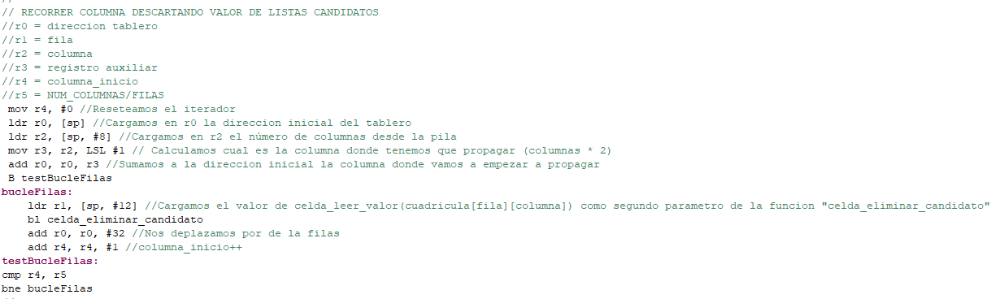 //
// RECORRER COLUMNA DESCARTANDO VALOR DE LISTAS CANDIDATOS
//r0 = direccion tablero
//r1 = fila
//r2 = columna
//r3 = registro auxiliar
//r4 = columna_inicio
//r5 = NUM_COLUMNAS/FILAS
mov r4, #0 //Reseteamos el iterador
ldr r0, [sp] //Cargamos en r0 la direccion inicial del tablero
ldr r2, [sp, #8] //Cargamos en r2 el número de columnas desde la pila
mov r3, r2, LSL #1 // Calculamos cual es la columna donde tenemos que propagar (columnas * 2)
add r0, r0, r3 //Sumamos a la direccion inicial la columna donde vamos a empezar a propagar
B testBucleFilas
bucleFilas:
ldr r1, [sp, #12] //Cargamos el valor de celda_leer_valor(cuadricula[fila][columna]) como segundo parametro de la funcion "celda_eliminar_candidato"
bl celda_eliminar_candidato
add r0, r0, #32 //Nos deplazamos por de la filas
add r4, r4, #1 //columna_inicio++
testBucleFilas:
cmp r4, r5
bne bucleFilas